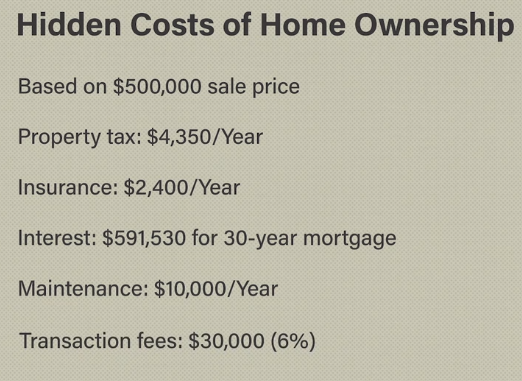 Hidden Costs of Home Ownership
Based on $500,000 sale price
Property tax: $4,350/Year
Insurance: $2,400/Year
Interest: $591,530 for 30-year mortgage
Maintenance: $10,000/Year
Transaction fees: $30,000 (6%)